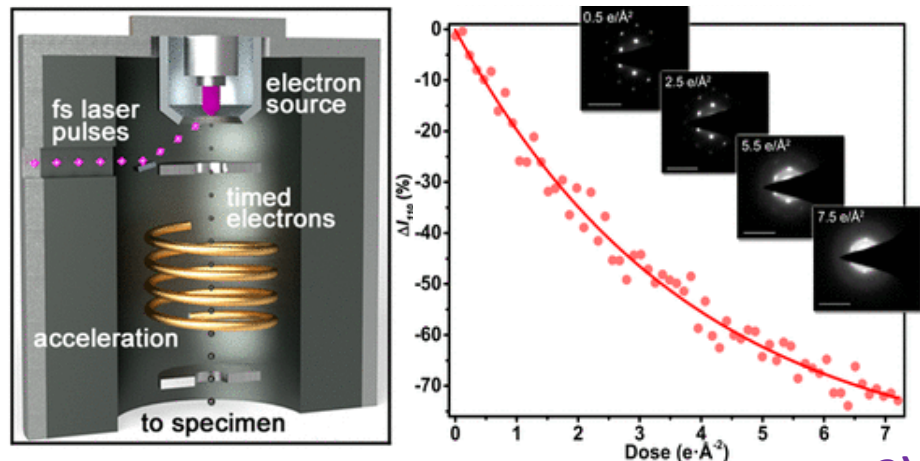 electron
source
fs laser
pulses
timed
electrons
acceleration
to specimen
ΔI₁₁₀ (%)
0
-10
-20
-30
-40
-50
-60
-70
0 1 2 3 4 5 6 7
Dose (e·Å⁻²)
0.5 e/Å²
2.5 e/Å²
5.5 e/Å²
7.5 e/Å²